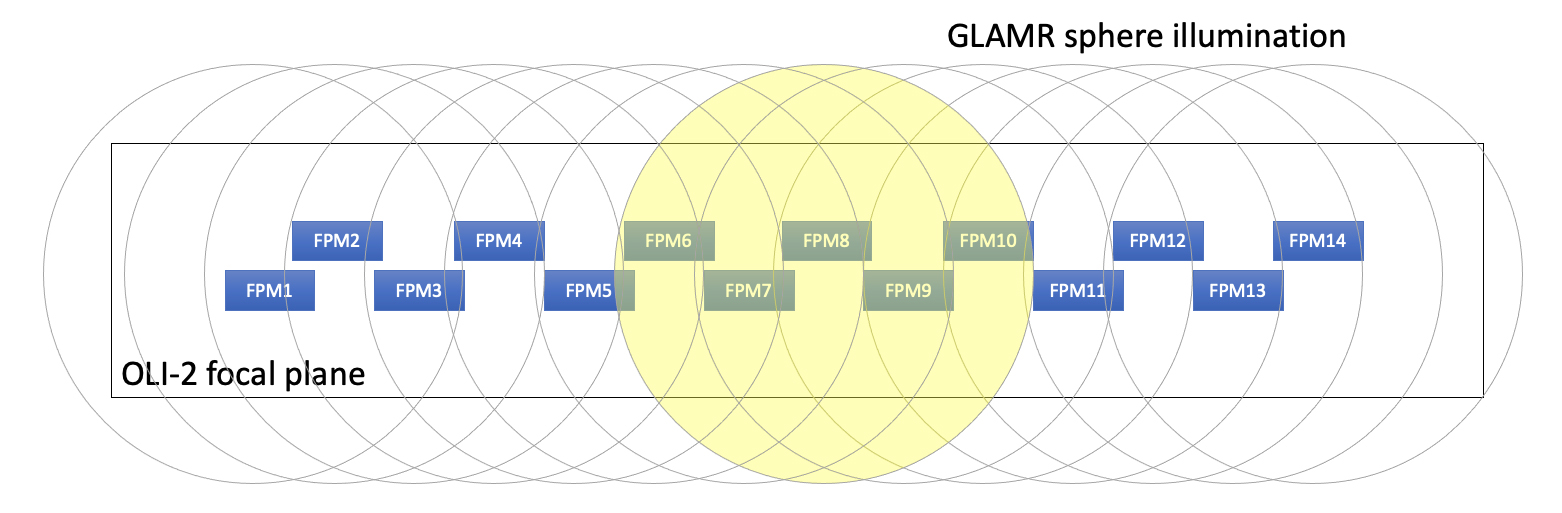 GLAMR sphere illumination
FPM2 FPM4 FPM6 FPM8 FPM10 FPM12 FPM14
FPM1 FPM3 FPM5 FPM7 FPM9 FPM11 FPM13
OLI-2 focal plane